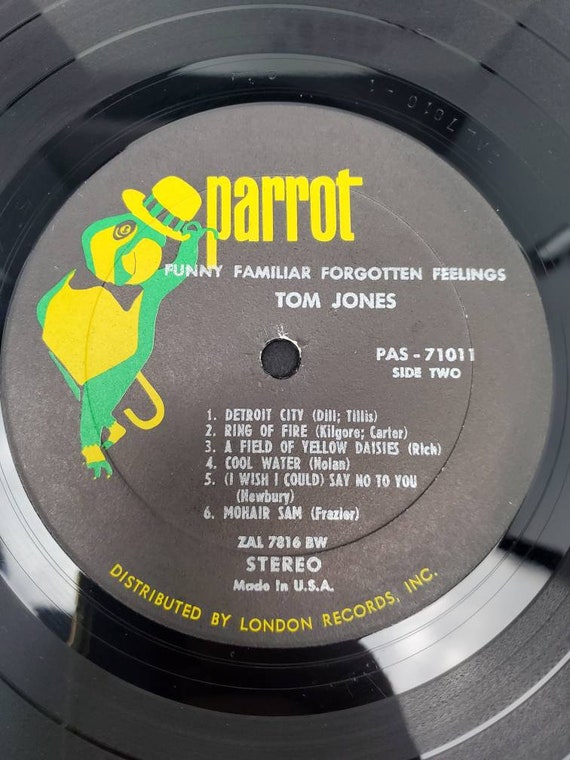 parrot
FUNNY FAMILIAR FORGOTTEN FEELINGS
TOM JONES
PAS - 71011
SIDE TWO
1. DETROIT CITY (Dill; Tillis)
2. RING OF FIRE (Kilgore; Carter)
3. A FIELD OF YELLOW DAISIES (Rich)
4. COOL WATER (Nolan)
5. (I WISH I COULD) SAY NO TO YOU
(Newbury)
6. MOHAIR SAM (Frazier)
ZAL 7816 BW
STEREO
Made in U.S.A.
DISTRIBUTED BY LONDON RECORDS, INC.